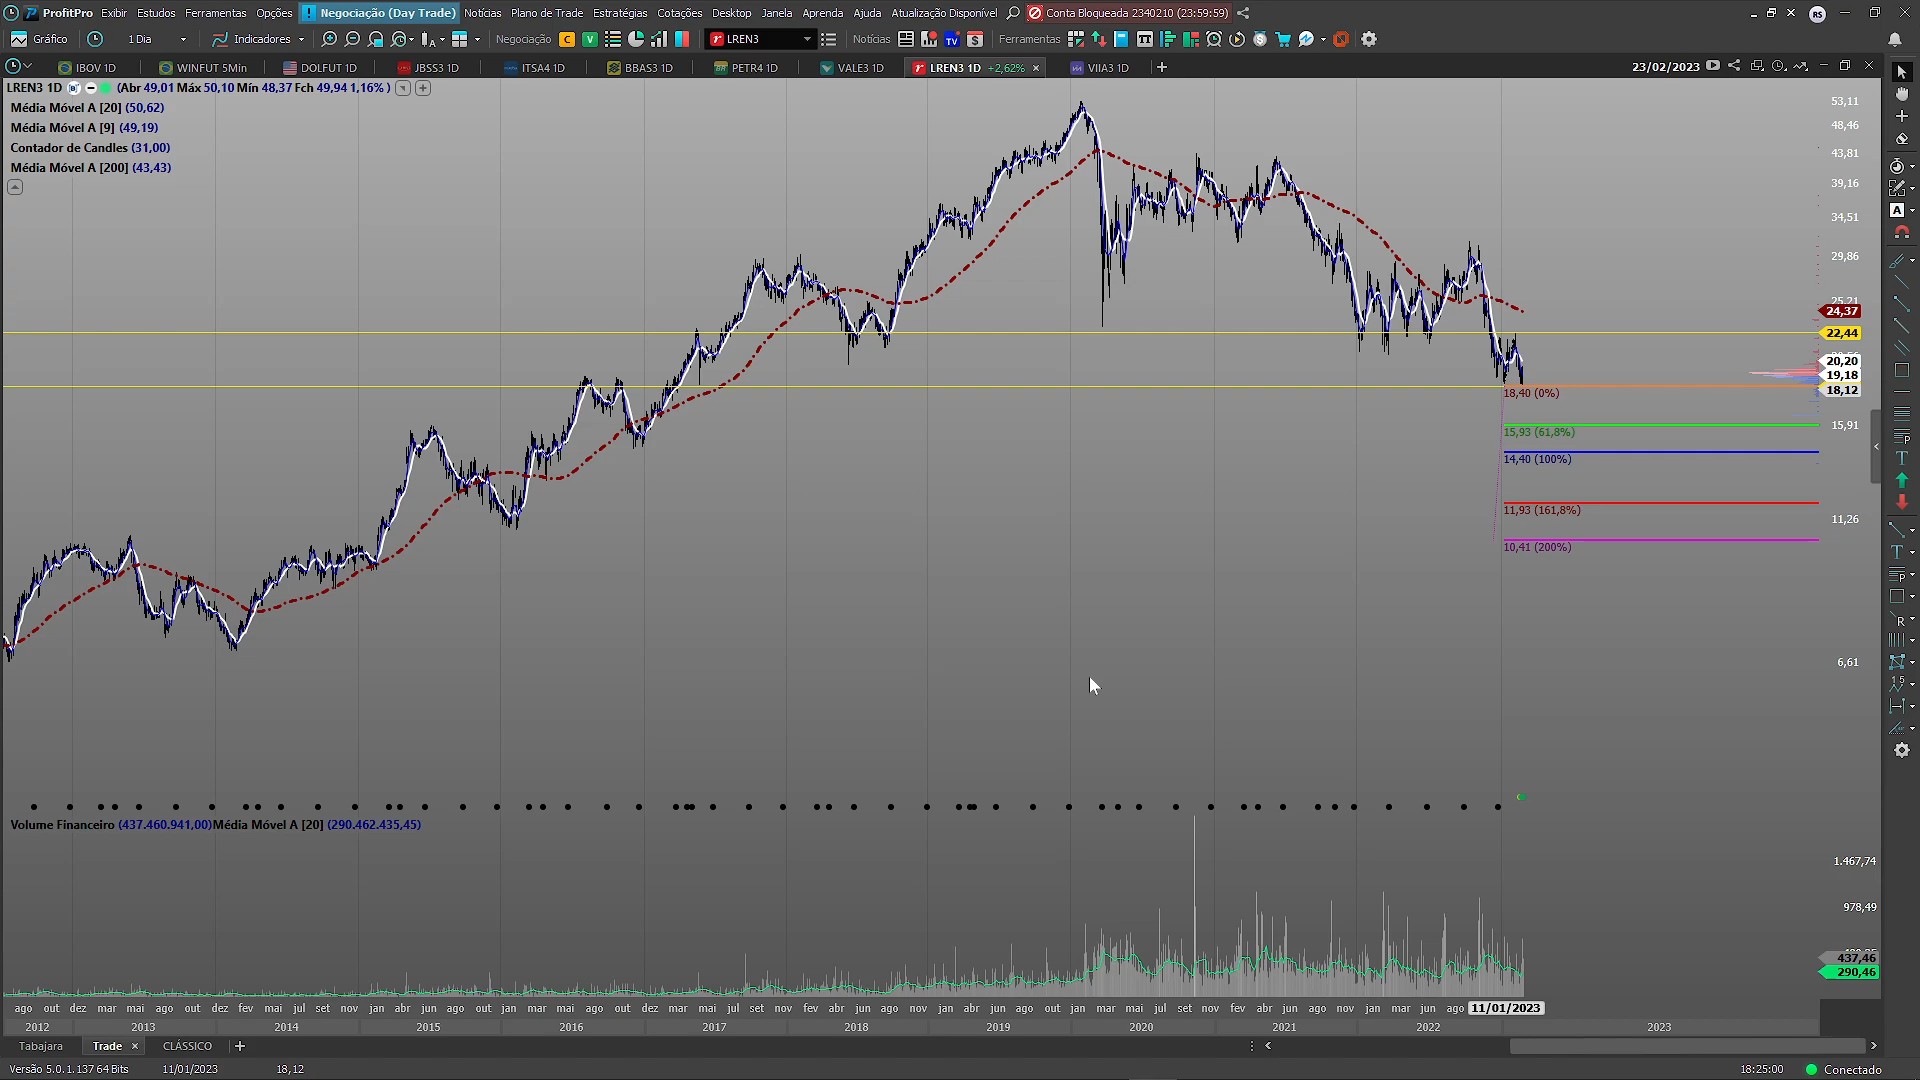 ProfitPro Exibir Estudos Ferramentas Opções ! Negociação (Day Trade) Notícias Plano de Trade Estratégias Cotações Desktop Janela Aprenda Ajuda Atualização Disponível Conta Bloqueada 2340210 (23:59:59) RS
Gráfico 1 Dia Indicadores Negociação C V LREN3 Notícias TV $ Ferramentas
IBOV 1D WINFUT 5Min DOLFUT 1D JBSS3 1D ITSA4 1D BBAS3 1D PETR4 1D VALE3 1D LREN3 1D +2,62% VIIA3 1D 23/02/2023
LREN3 1D (Abr 49,01 Máx 50,10 Mín 48,37 Fch 49,94 1,16% )
Média Móvel A [20] (50,62)
Média Móvel A [9] (49,19)
Contador de Candles (31,00)
Média Móvel A [200] (43,43)
53,11
48,46
43,81
39,16
34,51
29,86
25,21
24,37
22,44
20,20
19,18
18,12
18,40 (0%)
15,91
15,93 (61,8%)
14,40 (100%)
11,93 (161,8%)
11,26
10,41 (200%)
6,61
Volume Financeiro (437.460.941,00)Média Móvel A [20] (290.462.435,45)
1.467,74
978,49
437,46
290,46
ago out dez mar mai ago out dez fev mai jul set nov jan abr jun ago out jan mar mai ago out dez mar mai jul set nov fev abr jun ago nov jan abr jun ago out jan mar mai jul set nov fev abr jun ago nov jan mar jun ago 11/01/2023
2012 2013 2014 2015 2016 2017 2018 2019 2020 2021 2022 2023
Tabajara Trade CLÁSSICO
Versão 5.0.1.137 64 Bits 11/01/2023 18,12 18:25:00 Conectado